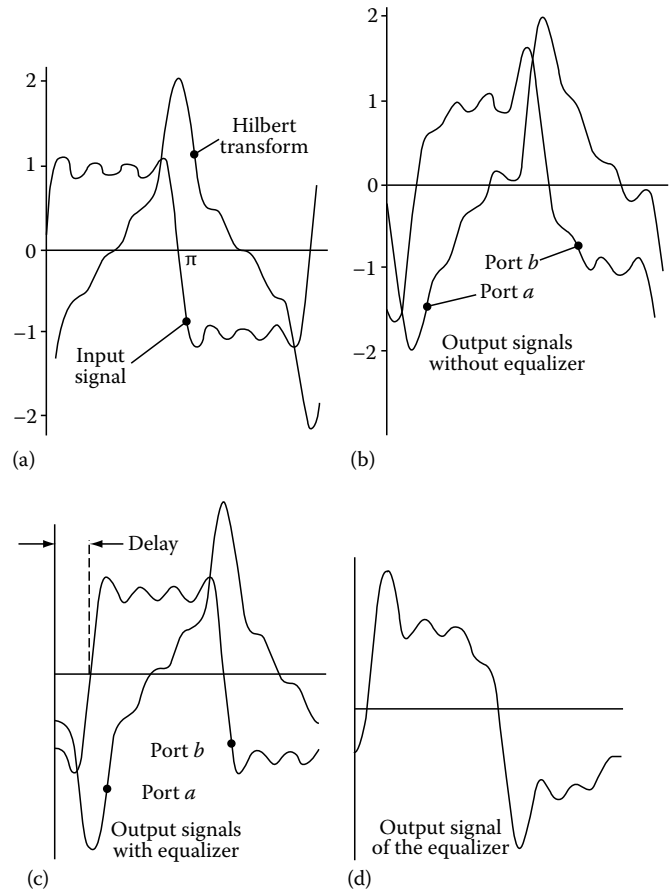 2
Hilbert
transform
1
0
π
−1
Input
signal
−2
(a)
2
1
0
−1
Port b
Port a
Output signals
without equalizer
−2
(b)
Delay
Port b
Port a
Output signals
with equalizer
(c)
Output signal
of the equalizer
(d)